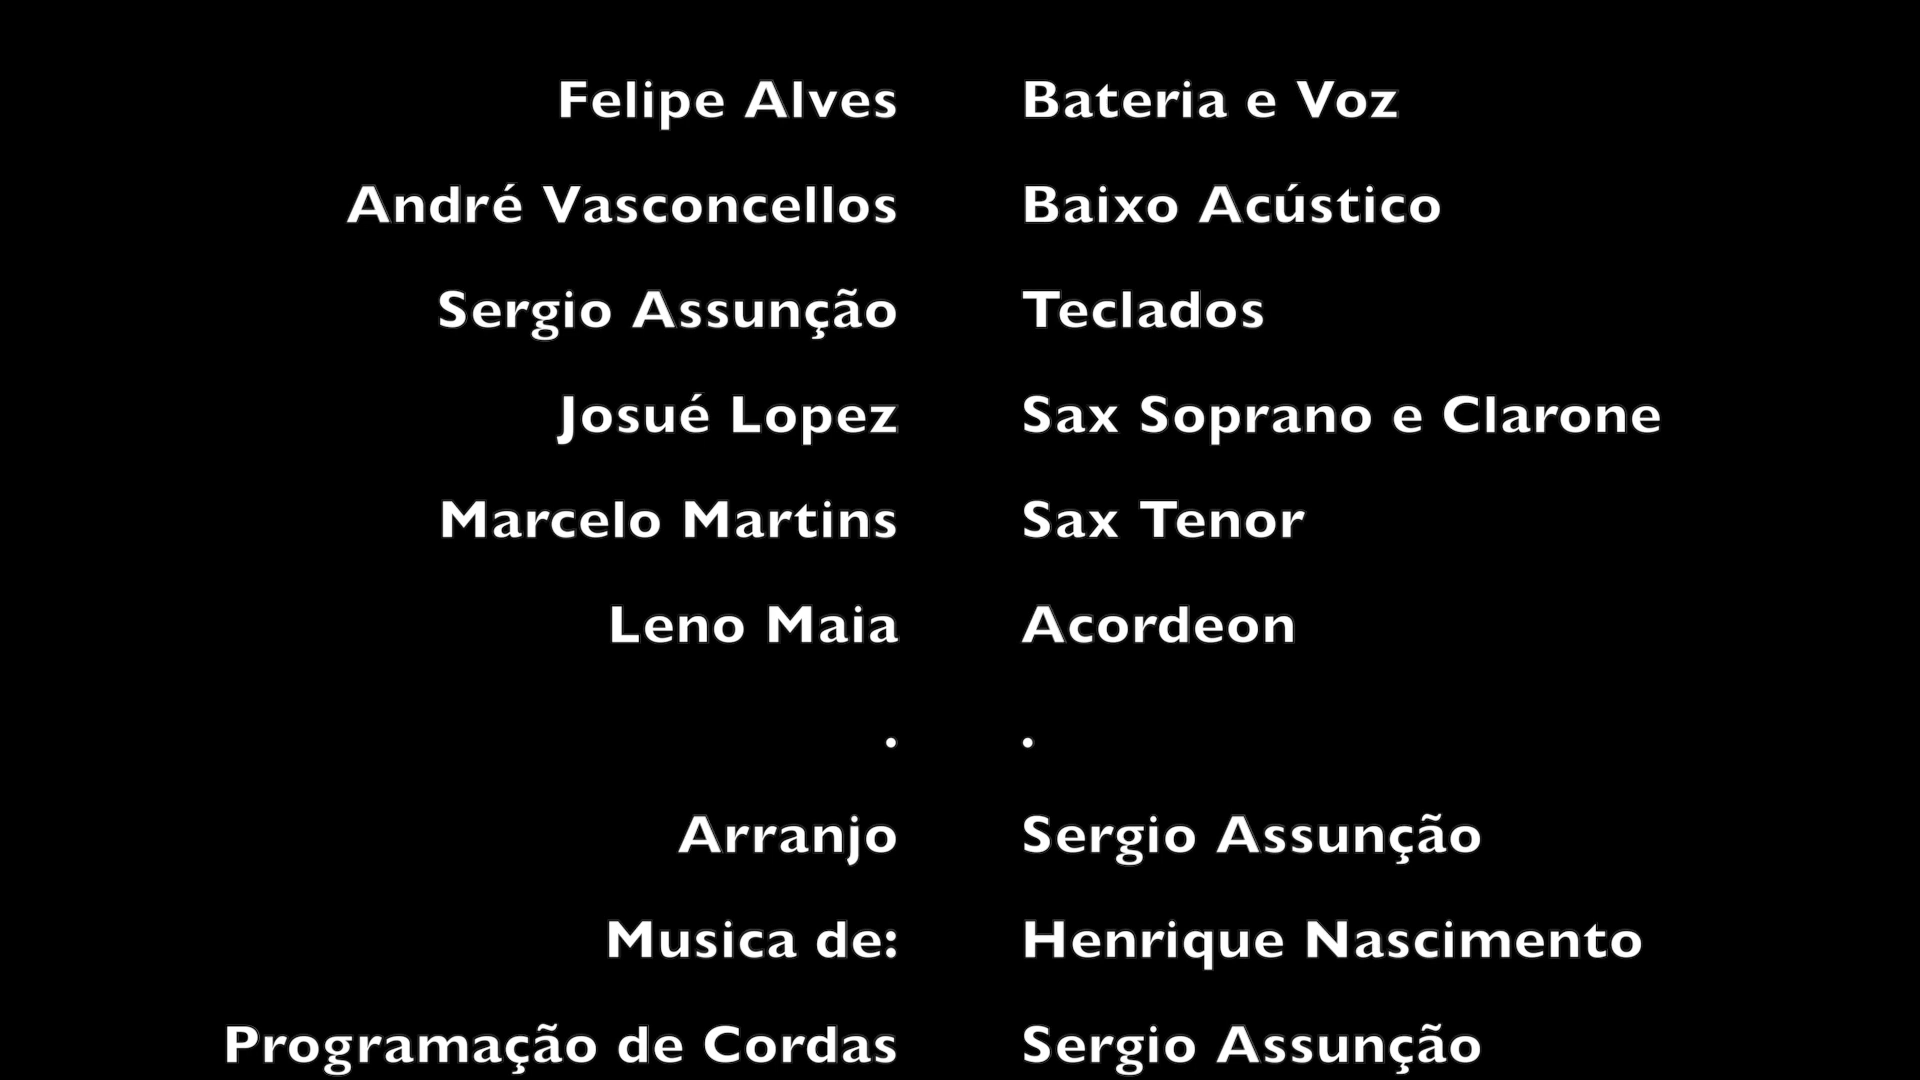 Felipe Alves Bateria e Voz
André Vasconcellos Baixo Acústico
Sergio Assunção Teclados
Josué Lopez Sax Soprano e Clarone
Marcelo Martins Sax Tenor
Leno Maia Acordeon
. .
Arranjo Sergio Assunção
Musica de: Henrique Nascimento
Programação de Cordas Sergio Assunção